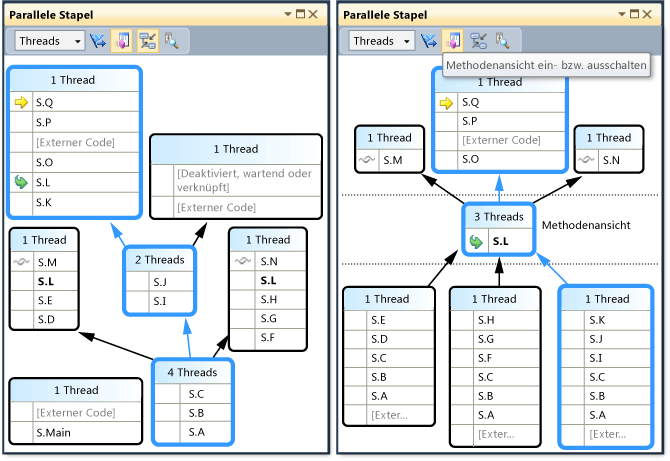 Parallele Stapel
Threads
1 Thread
S.Q
S.P
[Externer Code]
S.O
S.L
S.K
1 Thread
[Deaktiviert, wartend oder
verknüpft]
[Externer Code]
1 Thread
S.M
S.L
S.E
S.D
2 Threads
S.J
S.I
1 Thread
S.N
S.L
S.H
S.G
S.F
4 Threads
S.C
S.B
S.A
1 Thread
[Externer Code]
S.Main
Parallele Stapel
Threads
Methodenansicht ein- bzw. ausschalten
1 Thread
S.Q
S.P
[Externer Code]
S.O
1 Thread
S.M
1 Thread
S.N
3 Threads
S.L
Methodenansicht
1 Thread
S.E
S.D
S.C
S.B
S.A
[Exter...
1 Thread
S.H
S.G
S.F
S.C
S.B
S.A
[Exter...
1 Thread
S.K
S.J
S.I
S.C
S.B
S.A
[Exter...